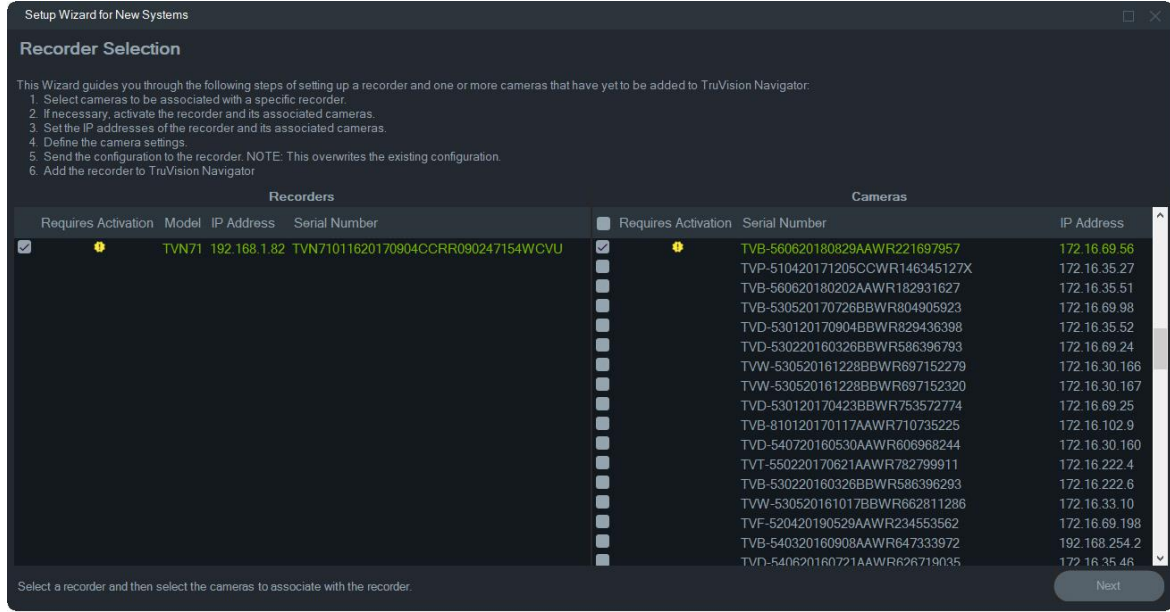 Setup Wizard for New Systems
Recorder Selection
This Wizard guides you through the following steps of setting up a recorder and one or more cameras that have yet to be added to TruVision Navigator:
1. Select cameras to be associated with a specific recorder.
2. If necessary, activate the recorder and its associated cameras.
3. Set the IP addresses of the recorder and its associated cameras.
4. Define the camera settings.
5. Send the configuration to the recorder. NOTE: This overwrites the existing configuration.
6. Add the recorder to TruVision Navigator
Recorders Cameras
Requires Activation Model IP Address Serial Number Requires Activation Serial Number IP Address
TVN71 192.168.1.82 TVN71011620170904CCRR090247154WCVU TVB-560620180829AAWR221697957 172.16.69.56
TVP-510420171205CCWR146345127X 172.16.35.27
TVB-560620180202AAWR182931627 172.16.35.51
TVB-530520170726BBWR804905923 172.16.69.98
TVD-530120170904BBWR829436398 172.16.35.52
TVD-530220160326BBWR586396793 172.16.69.24
TVW-530520161228BBWR697152279 172.16.30.166
TVW-530520161228BBWR697152320 172.16.30.167
TVD-530120170423BBWR753572774 172.16.69.25
TVB-810120170117AAWR710735225 172.16.102.9
TVD-540720160530AAWR606968244 172.16.30.160
TVT-550220170621AAWR782799911 172.16.222.4
TVB-530220160326BBWR586396293 172.16.222.6
TVW-530520161017BBWR662811286 172.16.33.10
TVF-520420190529AAWR234553562 172.16.69.198
TVB-540320160908AAWR647333972 192.168.254.2
TVD-540620160721AAWR626719035 172.16.35.46
Select a recorder and then select the cameras to associate with the recorder.
Next